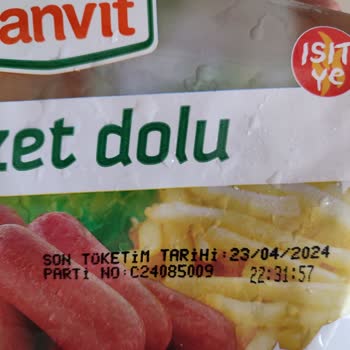 anvit
ISIT
ye
zet dolu
SON TÜKETİM TARİHİ:23/04/2024
PARTİ NO:C24085009 22:31:57